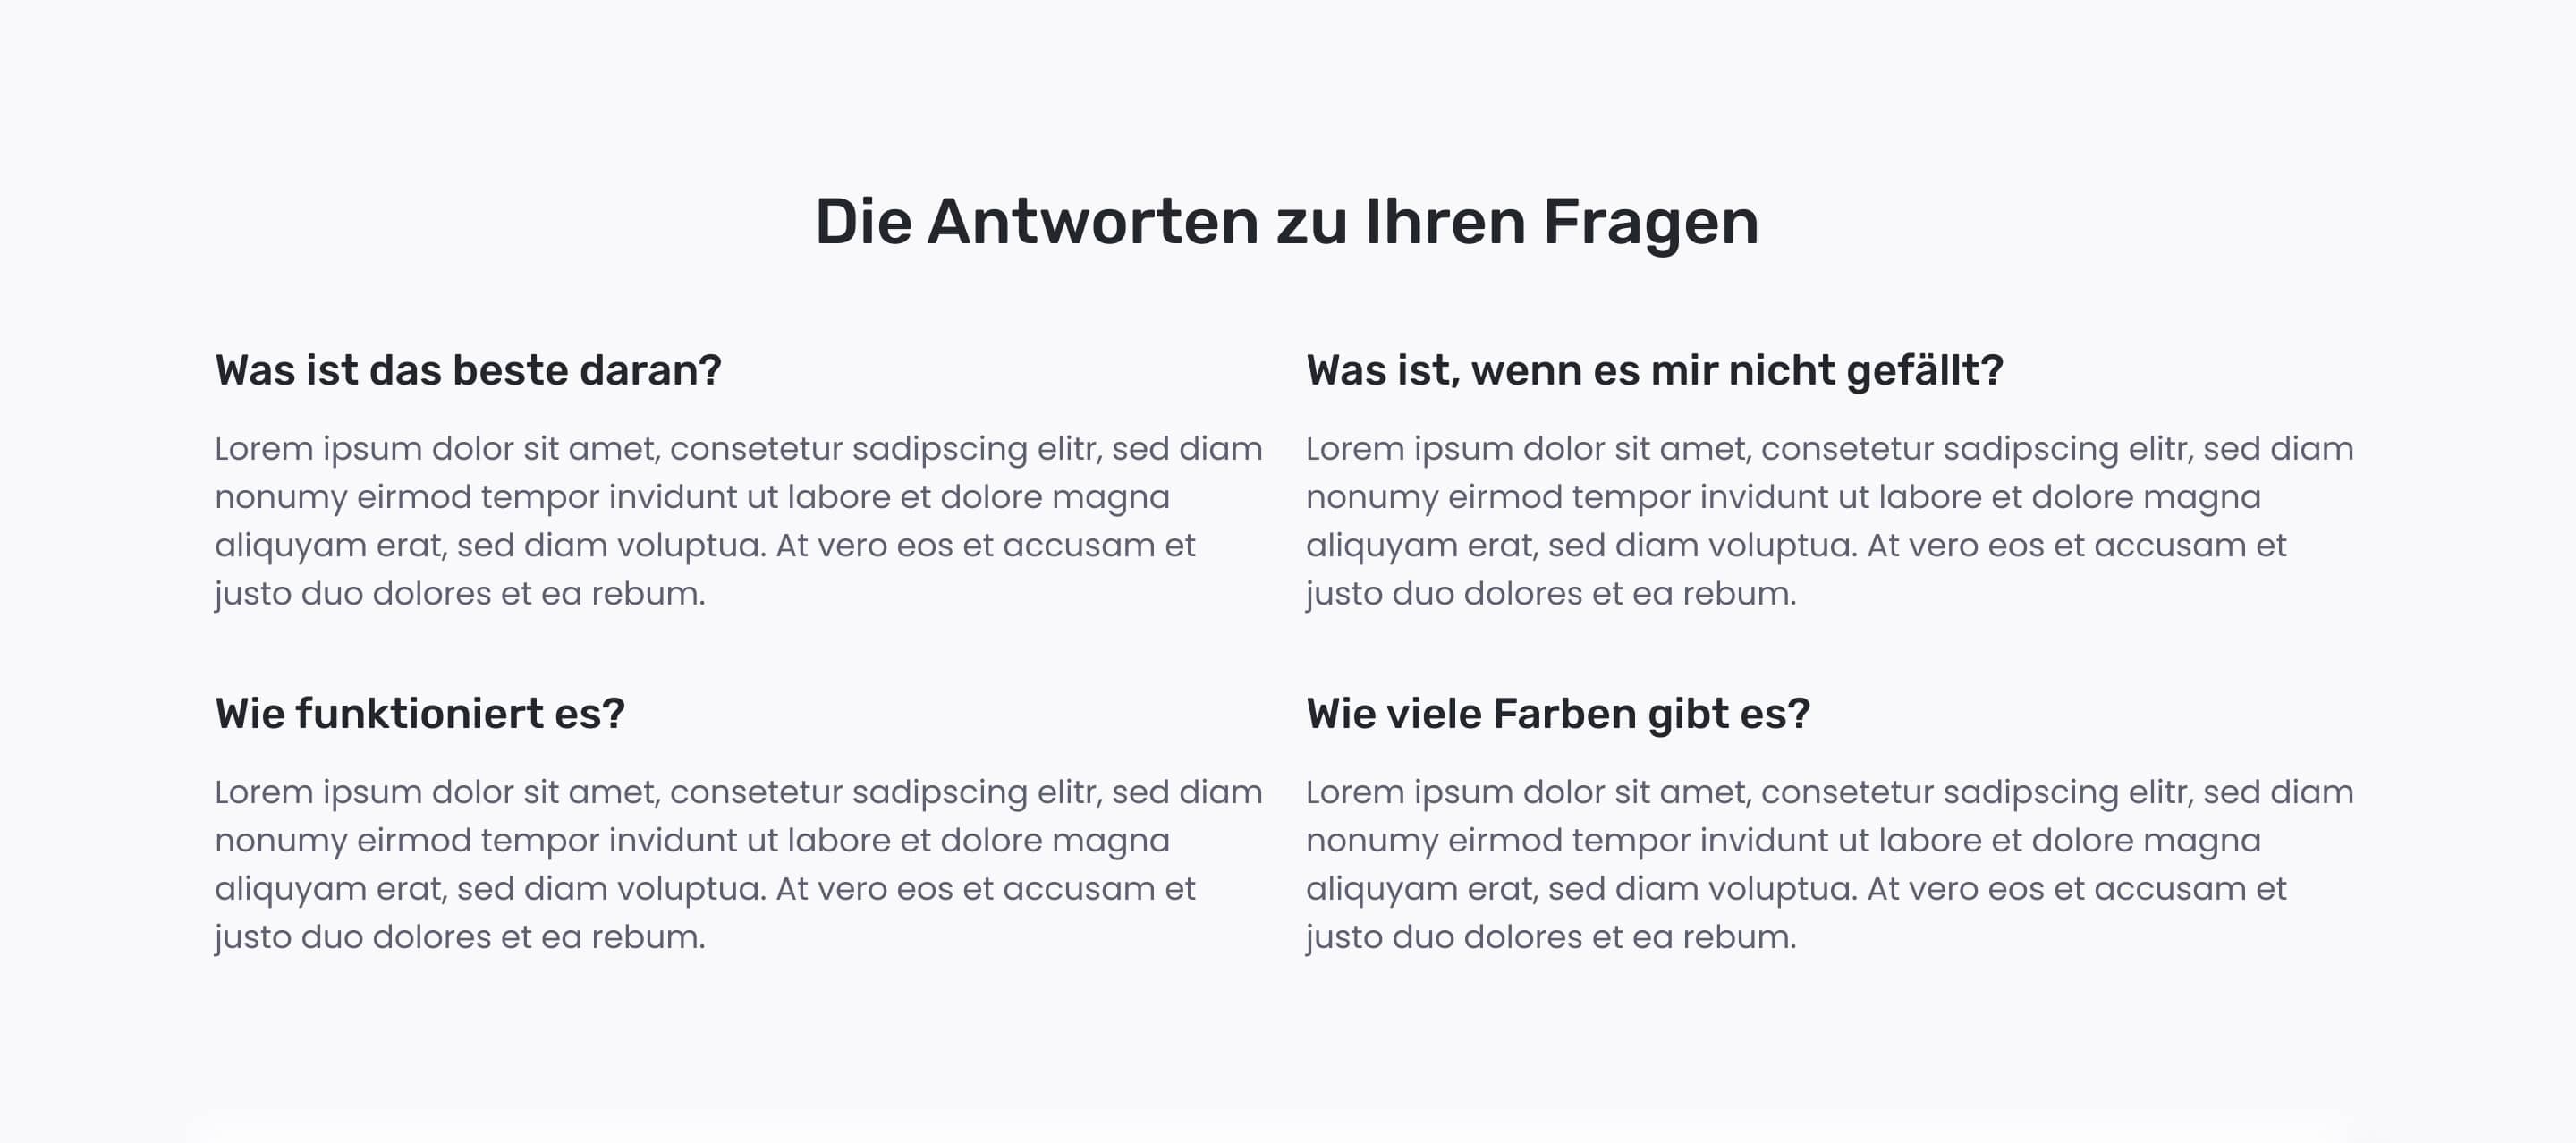 Die Antworten zu Ihren Fragen
Was ist das beste daran?
Lorem ipsum dolor sit amet, consetetur sadipscing elitr, sed diam
nonumy eirmod tempor invidunt ut labore et dolore magna
aliquyam erat, sed diam voluptua. At vero eos et accusam et
justo duo dolores et ea rebum.
Was ist, wenn es mir nicht gefällt?
Lorem ipsum dolor sit amet, consetetur sadipscing elitr, sed diam
nonumy eirmod tempor invidunt ut labore et dolore magna
aliquyam erat, sed diam voluptua. At vero eos et accusam et
justo duo dolores et ea rebum.
Wie funktioniert es?
Lorem ipsum dolor sit amet, consetetur sadipscing elitr, sed diam
nonumy eirmod tempor invidunt ut labore et dolore magna
aliquyam erat, sed diam voluptua. At vero eos et accusam et
justo duo dolores et ea rebum.
Wie viele Farben gibt es?
Lorem ipsum dolor sit amet, consetetur sadipscing elitr, sed diam
nonumy eirmod tempor invidunt ut labore et dolore magna
aliquyam erat, sed diam voluptua. At vero eos et accusam et
justo duo dolores et ea rebum.